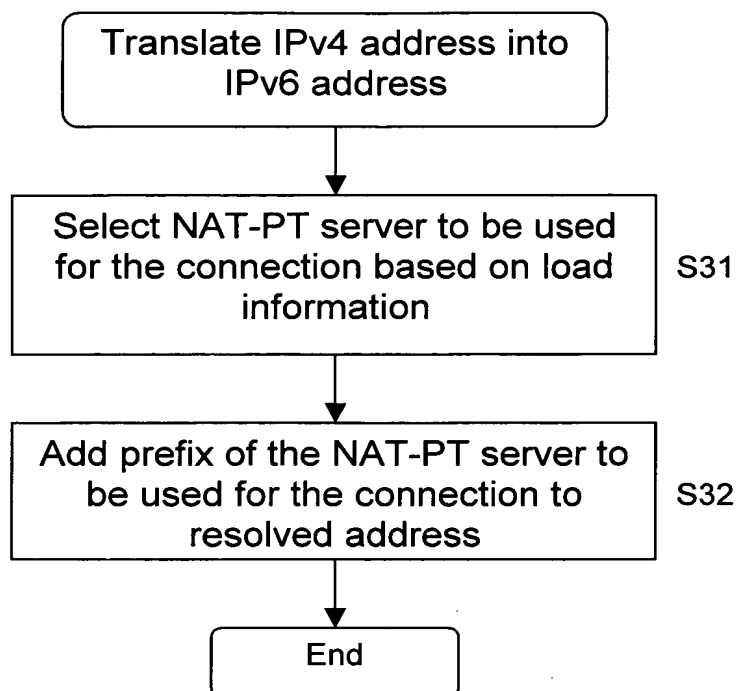 Translate IPv4 address into
IPv6 address
Select NAT-PT server to be used
for the connection based on load
information
S31
Add prefix of the NAT-PT server to
be used for the connection to
resolved address
S32
End